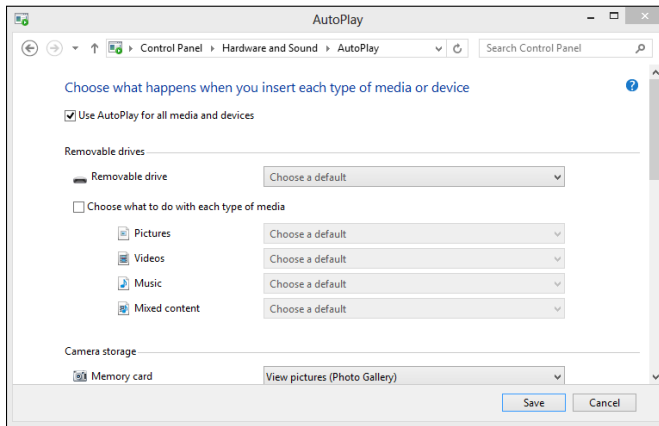 AutoPlay
Control Panel Hardware and Sound AutoPlay Search Control Panel
Choose what happens when you insert each type of media or device
Use AutoPlay for all media and devices
Removable drives
Removable drive Choose a default
Choose what to do with each type of media
Pictures Choose a default
Videos Choose a default
Music Choose a default
Mixed content Choose a default
Camera storage
Memory card View pictures (Photo Gallery)
Save Cancel